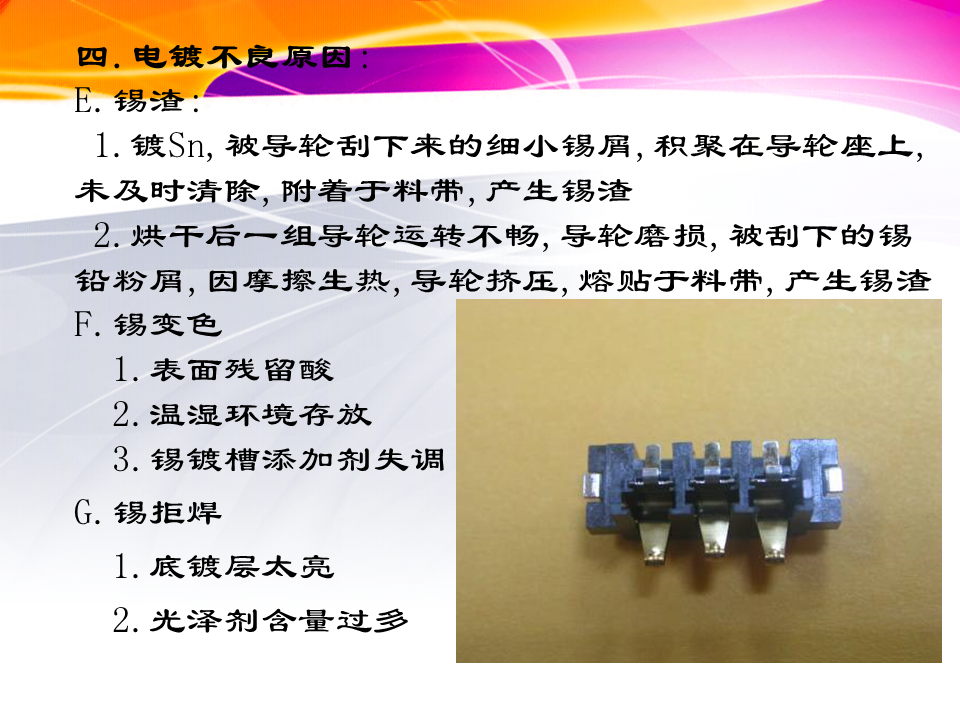 四.电镀不良原因:
E.锡渣:
1.镀Sn,被导轮刮下来的细小锡屑,积聚在导轮座上,
未及时清除,附着于料带,产生锡渣
2.烘干后一组导轮运转不畅,导轮磨损,被刮下的锡
铅粉屑,因摩擦生热,导轮挤压,熔贴于料带,产生锡渣
F.锡变色
1.表面残留酸
2.温湿环境存放
3.锡镀槽添加剂失调
G.锡拒焊
1.底镀层太亮
2.光泽剂含量过多